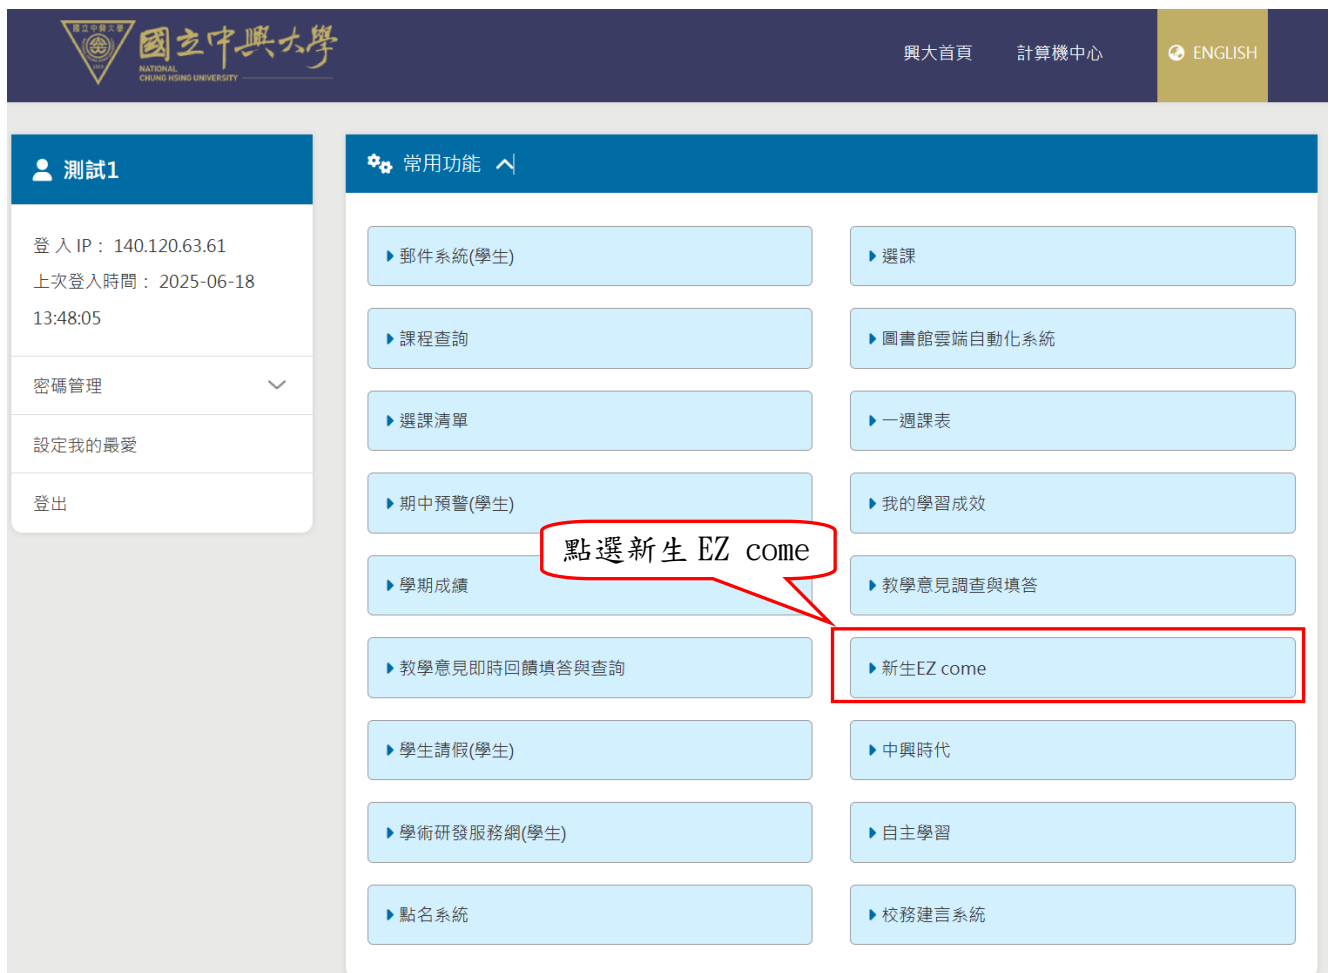 國立中興大學
國立中興大學
NATIONAL
CHUNG HSING UNIVERSITY
興大首頁 計算機中心 ENGLISH
測試1
登 入 IP： 140.120.63.61
上次登入時間： 2025-06-18
13:48:05
密碼管理
設定我的最愛
登出
常用功能
郵件系統(學生)
選課
課程查詢
圖書館雲端自動化系統
選課清單
一週課表
期中預警(學生)
我的學習成效
點選新生 EZ come
學期成績
教學意見調查與填答
教學意見即時回饋填答與查詢
新生EZ come
學生請假(學生)
中興時代
學術研發服務網(學生)
自主學習
點名系統
校務建言系統